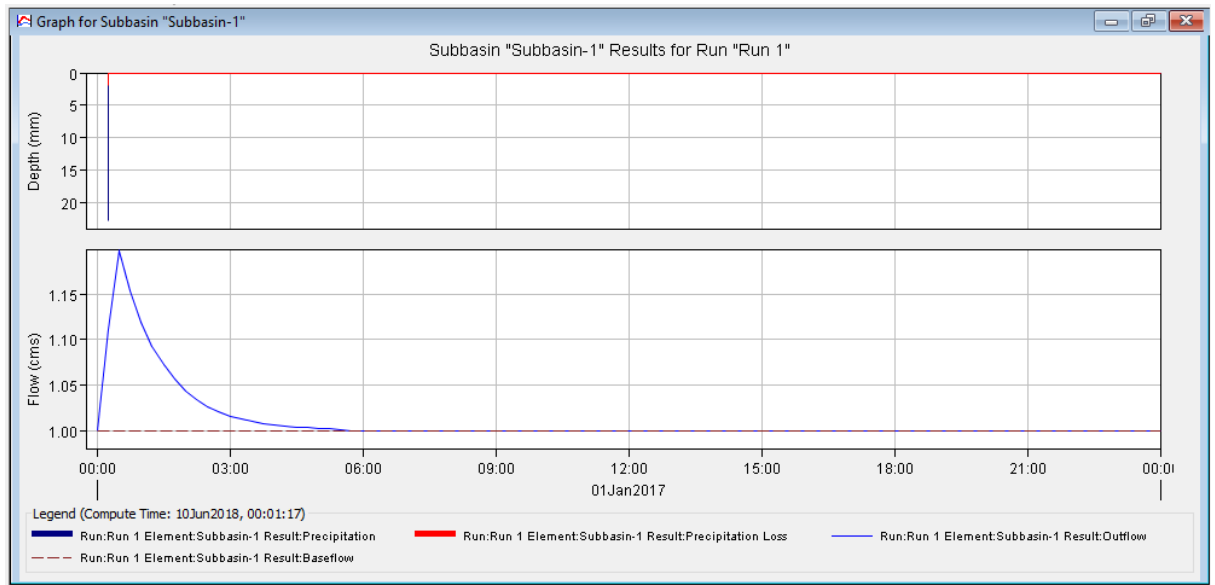 Graph for Subbasin "Subbasin-1"
Subbasin "Subbasin-1" Results for Run "Run 1"
0
5
10
15
20
Depth (mm)
1.15
1.10
1.05
1.00
Flow (cms)
00:00 03:00 06:00 09:00 12:00 15:00 18:00 21:00
01Jan2017
Legend (Compute Time: 10Jun2018, 00:01:17)
Run:Run 1 Element:Subbasin-1 Result:Precipitation Run:Run 1 Element:Subbasin-1 Result:Precipitation Loss Run:Run 1 Element:Subbasin-1 Result:Outflow
Run:Run 1 Element:Subbasin-1 Result:Baseflow